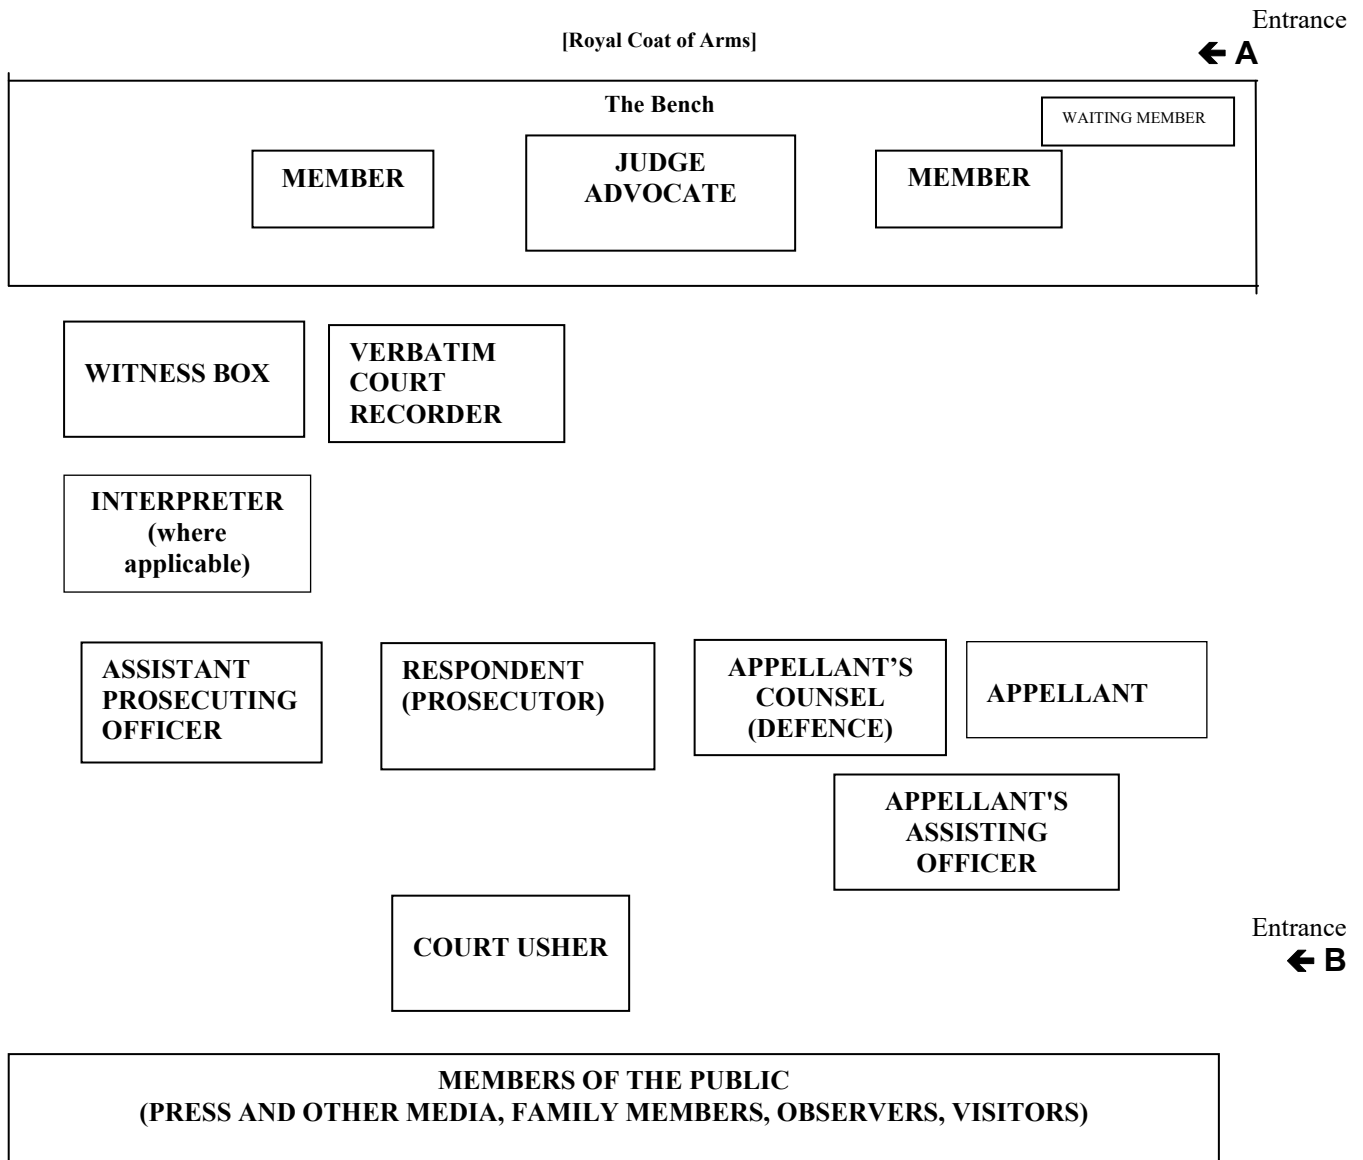 Entrance
[Royal Coat of Arms]
← A
The Bench
WAITING MEMBER
MEMBER
JUDGE
ADVOCATE
MEMBER
WITNESS BOX
VERBATIM
COURT
RECORDER
INTERPRETER
(where
applicable)
ASSISTANT
PROSECUTING
OFFICER
RESPONDENT
(PROSECUTOR)
APPELLANT’S
COUNSEL
(DEFENCE)
APPELLANT
APPELLANT'S
ASSISTING
OFFICER
COURT USHER
Entrance
← B
MEMBERS OF THE PUBLIC
(PRESS AND OTHER MEDIA, FAMILY MEMBERS, OBSERVERS, VISITORS)